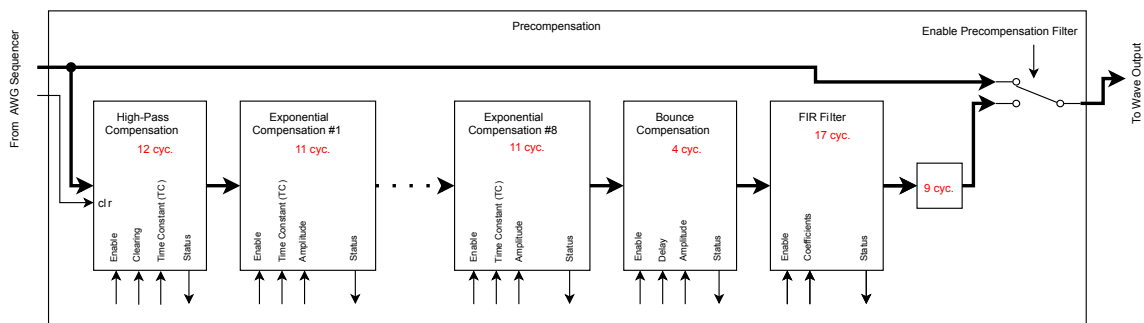 Precompensation
Enable Precompensation Filter
From AWG Sequencer
To Wave Output
High-Pass
Compensation
12 cyc.
clr
Enable
Clearing
Time Constant (TC)
Status
Exponential
Compensation #1
11 cyc.
Enable
Time Constant (TC)
Amplitude
Status
Exponential
Compensation #8
11 cyc.
Enable
Time Constant (TC)
Amplitude
Status
Bounce
Compensation
4 cyc.
Enable
Delay
Amplitude
Status
FIR Filter
17 cyc.
Enable
Coefficients
Status
9 cyc.